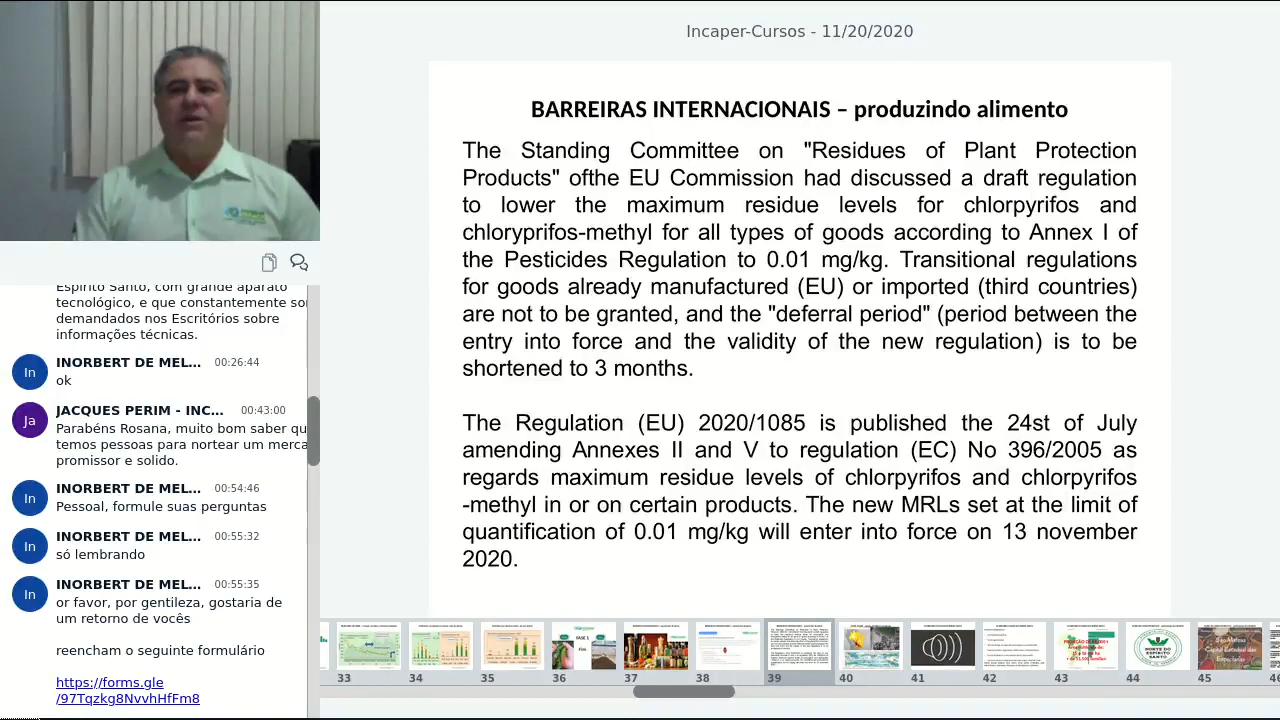 Incaper-Cursos - 11/20/2020
BARREIRAS INTERNACIONAIS – produzindo alimento
The Standing Committee on "Residues of Plant Protection
Products" ofthe EU Commission had discussed a draft regulation
to lower the maximum residue levels for chlorpyrifos and
chloryprifos-methyl for all types of goods according to Annex I of
the Pesticides Regulation to 0.01 mg/kg. Transitional regulations
for goods already manufactured (EU) or imported (third countries)
are not to be granted, and the "deferral period" (period between the
entry into force and the validity of the new regulation) is to be
shortened to 3 months.
The Regulation (EU) 2020/1085 is published the 24st of July
amending Annexes II and V to regulation (EC) No 396/2005 as
regards maximum residue levels of chlorpyrifos and chlorpyrifos
-methyl in or on certain products. The new MRLs set at the limit of
quantification of 0.01 mg/kg will enter into force on 13 november
2020.
Espírito Santo, com grande aparato
tecnológico, e que constantemente so
demandados nos Escritórios sobre
informações técnicas.
In
INORBERT DE MEL... 00:26:44
ok
Ja
JACQUES PERIM - INC... 00:43:00
Parabéns Rosana, muito bom saber qu
temos pessoas para nortear um merca
promissor e solido.
In
INORBERT DE MEL... 00:54:46
Pessoal, formule suas perguntas
In
INORBERT DE MEL... 00:55:32
só lembrando
In
INORBERT DE MEL... 00:55:35
or favor, por gentileza, gostaria de
um retorno de vocês
reenchamo seguinte formulário
https://forms.gle
/97Tqzkg8NvvhHfFm8
FASE 1
33 34 35 36 37 38 39 40 41 42 43 44 45 46